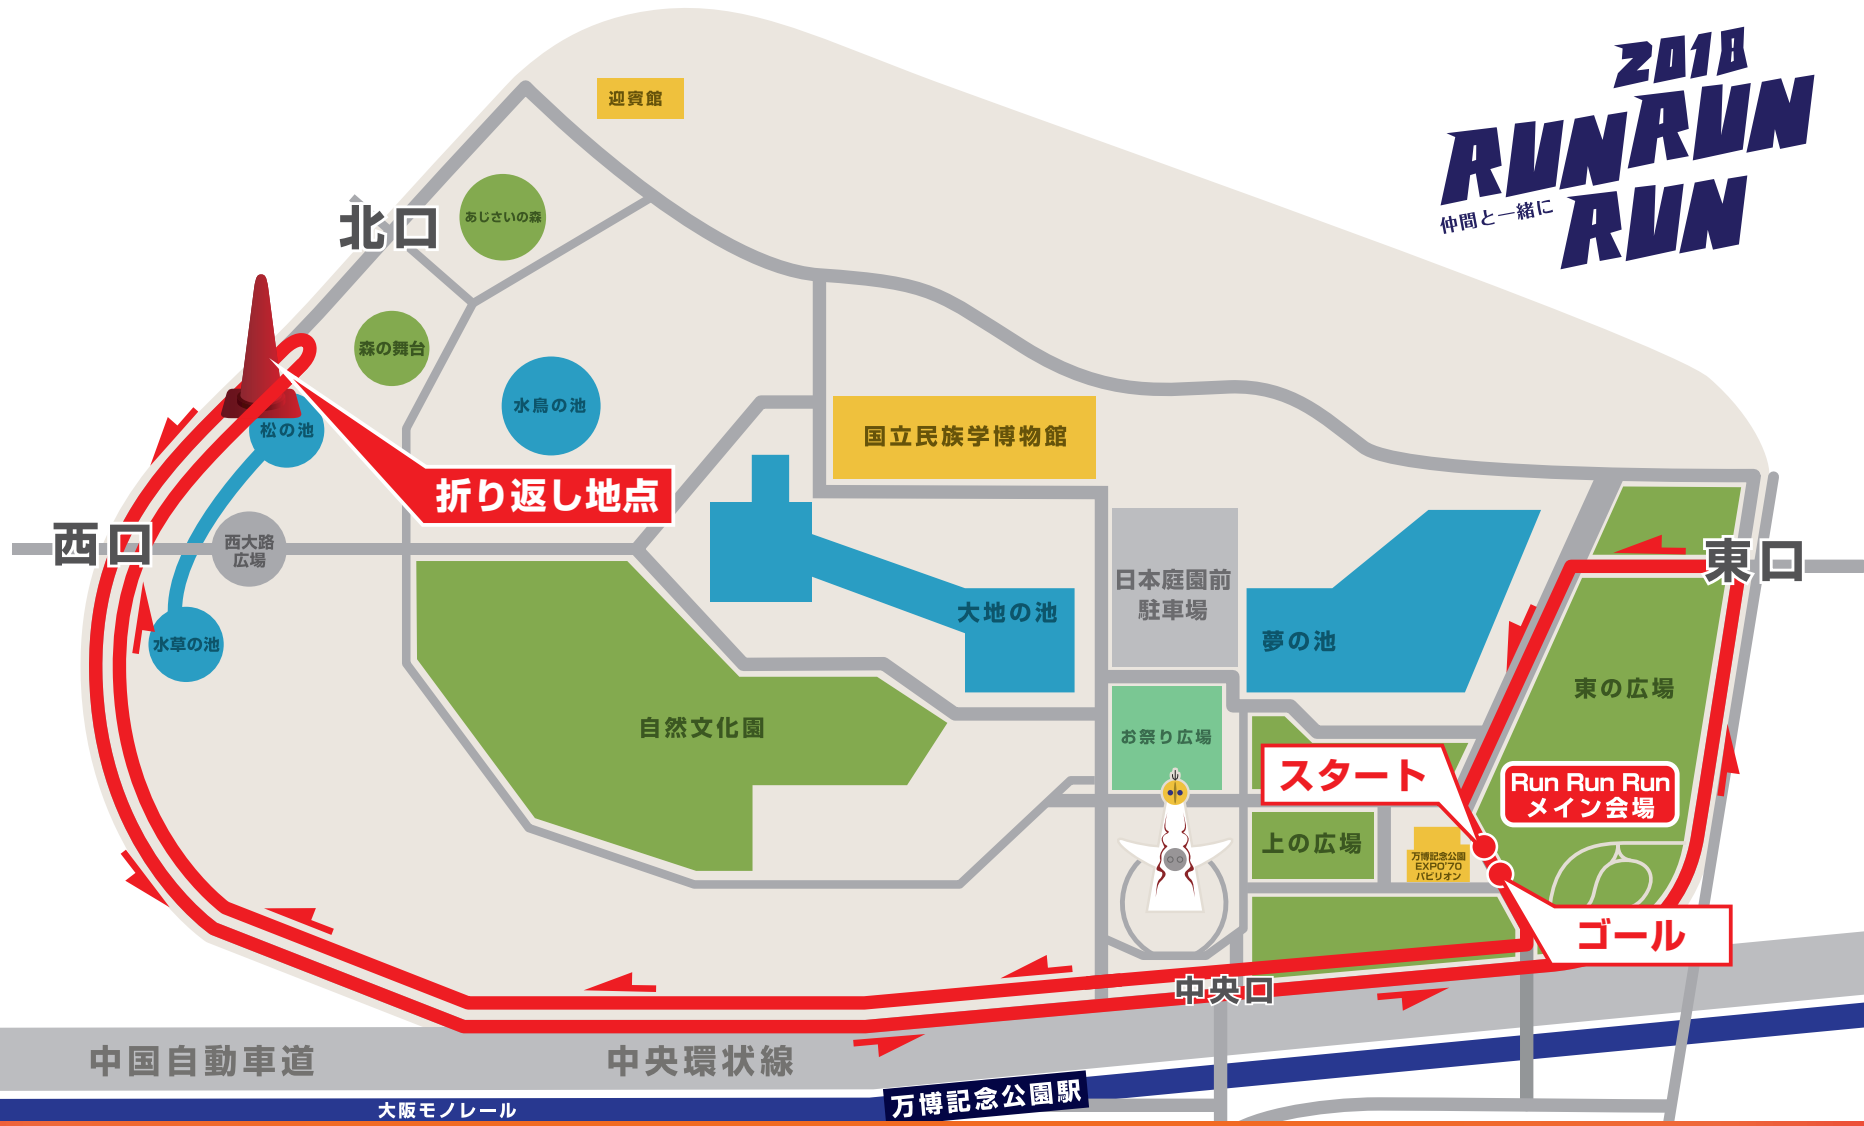 2018
RUN RUN
RUN
仲間と一緒に
迎賓館
北口
あじさいの森
森の舞台
水鳥の池
松の池
国立民族学博物館
折り返し地点
西口
西大路
広場
水草の池
大地の池
日本庭園前
駐車場
夢の池
東口
東の広場
自然文化園
お祭り広場
スタート
Run Run Run
メイン会場
上の広場
万博記念公園
EXPO'70
パビリオン
ゴール
中央口
中国自動車道
中央環状線
大阪モノレール
万博記念公園駅